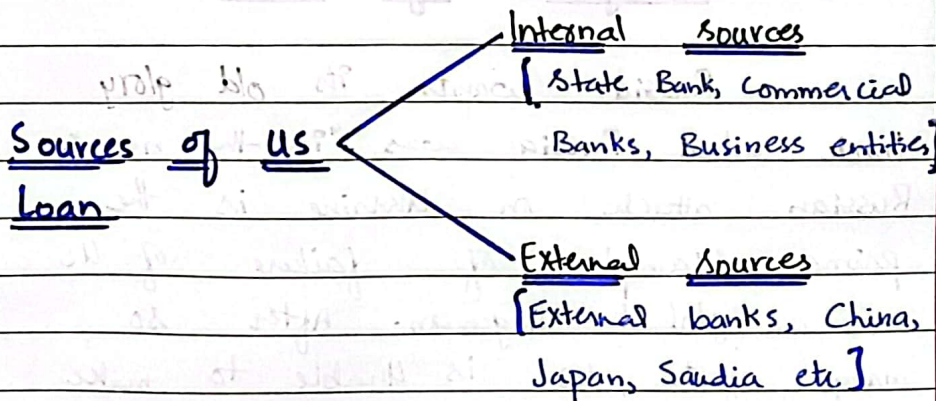 Internal sources
[State Bank, Commercial
Banks, Business entities]
Sources of US
Loan
External sources
[External banks, China,
Japan, Saudia etc]